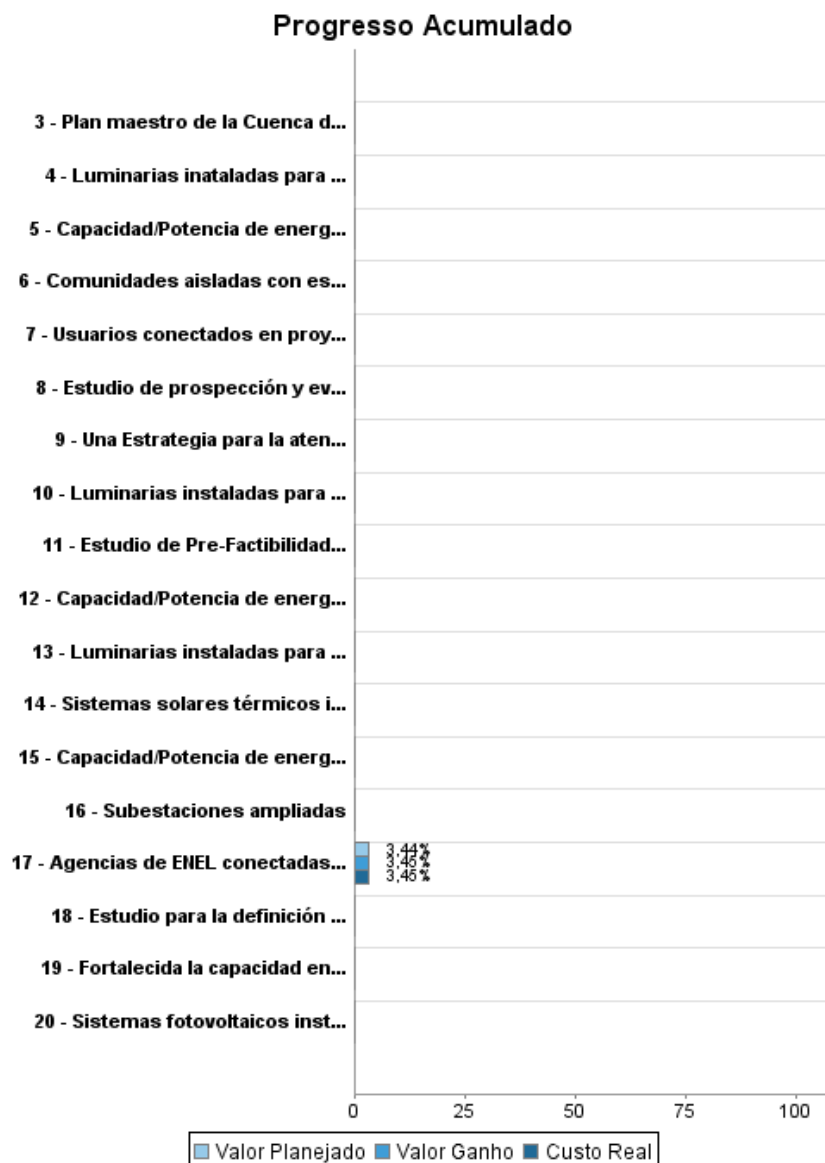 Progresso Acumulado
3 - Plan maestro de la Cuenca d...
4 - Luminarias inataladas para ...
5 - Capacidad/Potencia de energ...
6 - Comunidades aisladas con es...
7 - Usuarios conectados en proy...
8 - Estudio de prospección y ev...
9 - Una Estrategia para la aten...
10 - Luminarias instaladas para ...
11 - Estudio de Pre-Factibilidad...
12 - Capacidad/Potencia de energ...
13 - Luminarias instaladas para ...
14 - Sistemas solares térmicos i...
15 - Capacidad/Potencia de energ...
16 - Subestaciones ampliadas
3,44%
17 - Agencias de ENEL conectadas... 3,45%
3,45%
18 - Estudio para la definición ...
19 - Fortalecida la capacidad en...
20 - Sistemas fotovoltaicos inst...
0 25 50 75 100
Valor Planejado Valor Ganho Custo Real